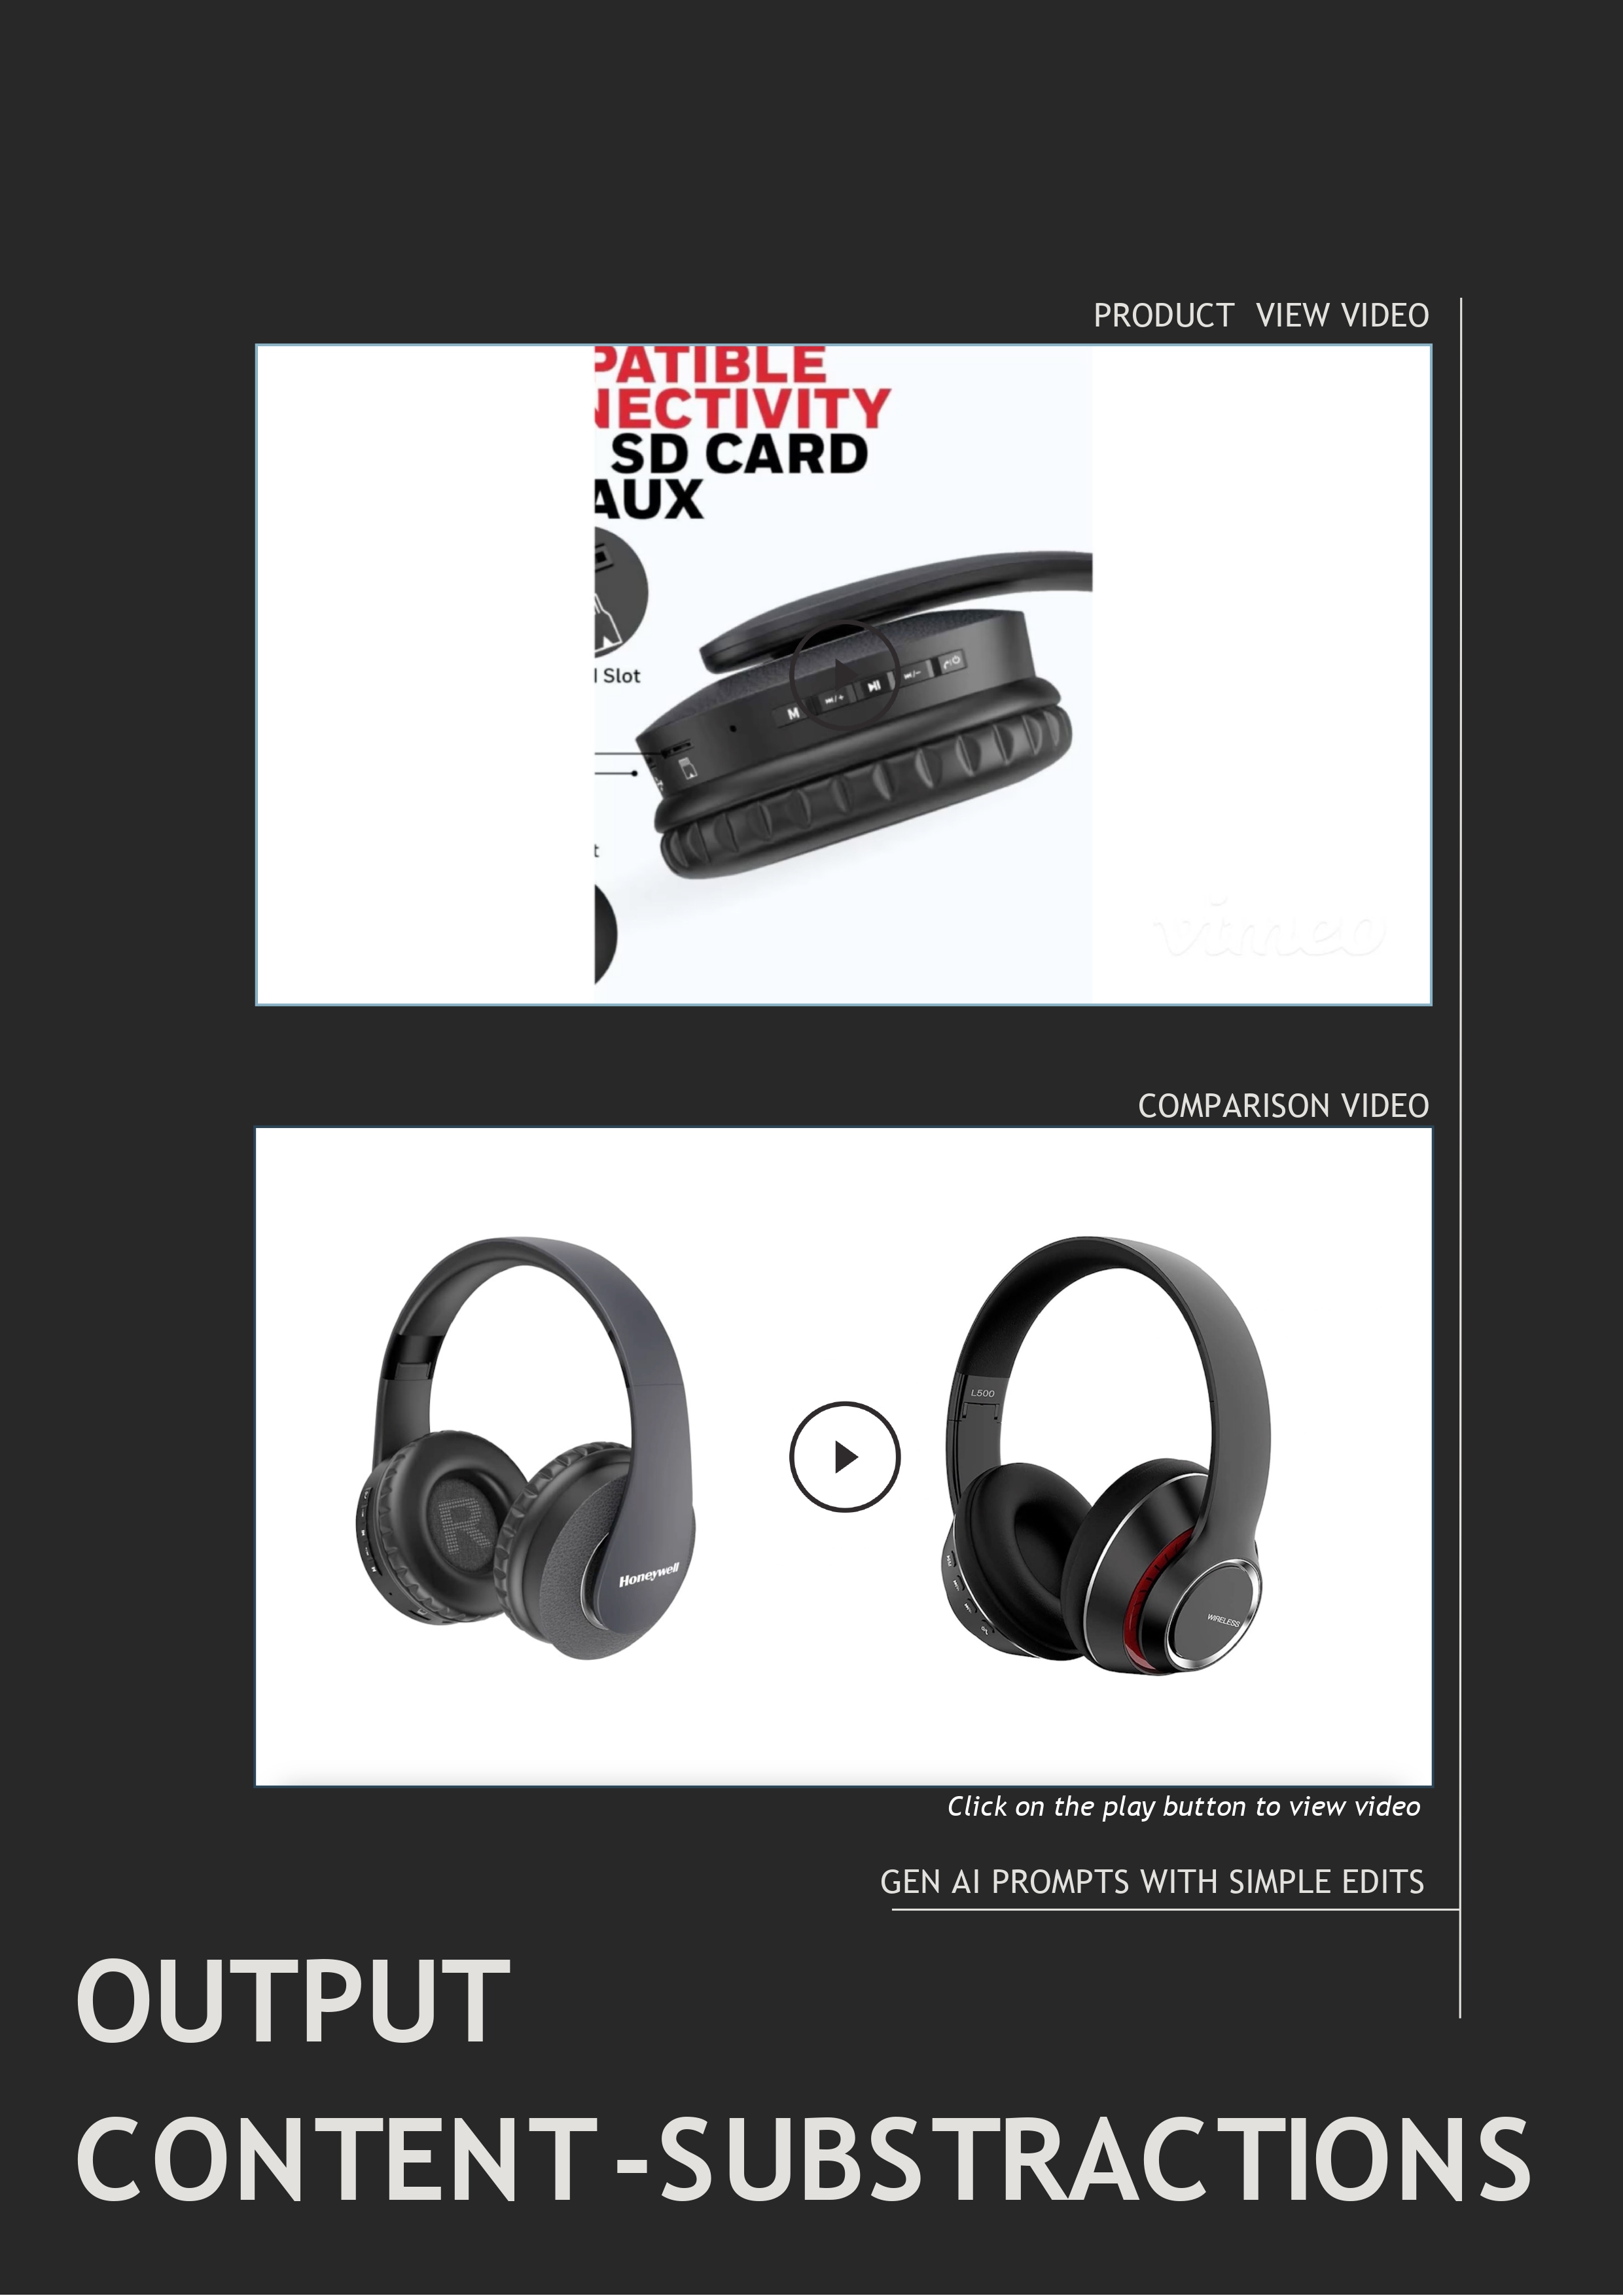 PRODUCT VIEW VIDEO
PATIBLE
NECTIVITY
SD CARD
AUX
Slot
M
t
vimeo
COMPARISON VIDEO
L500
R
Honeywell
WIRELESS
Click on the play button to view video
GEN AI PROMPTS WITH SIMPLE EDITS
OUTPUT
CONTENT-SUBSTRACTIONS